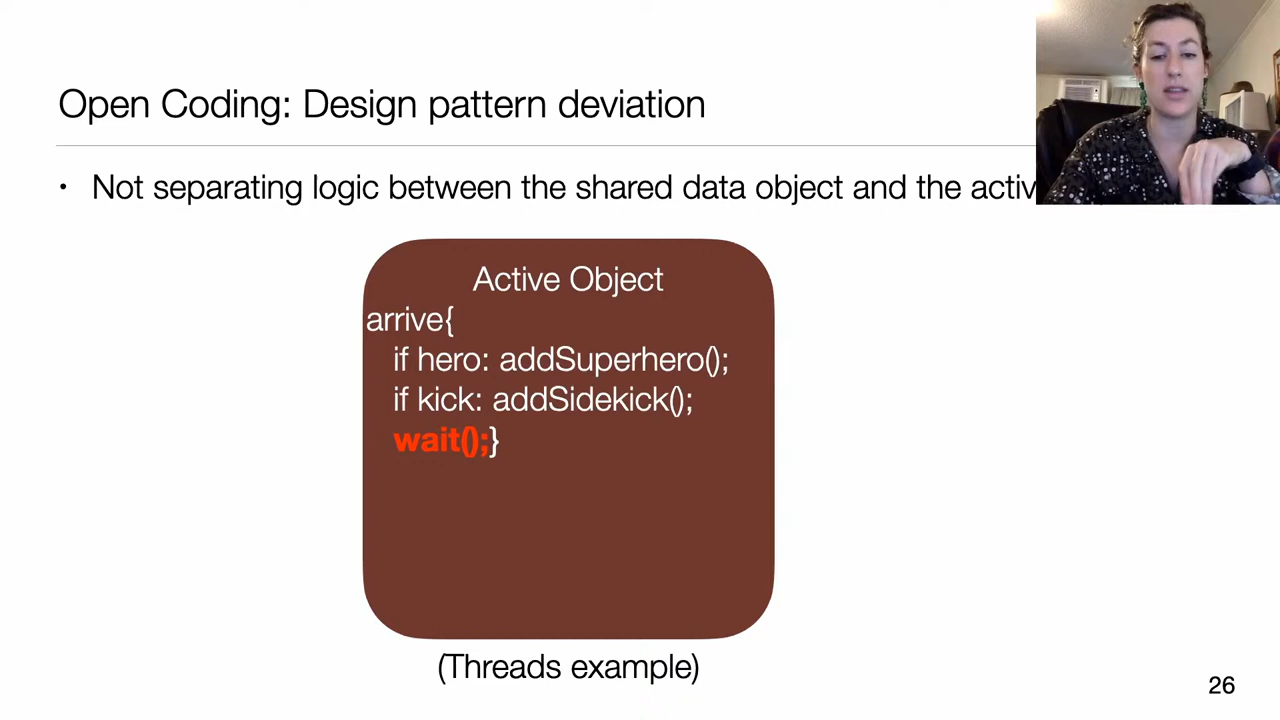 Open Coding: Design pattern deviation
• Not separating logic between the shared data object and the activ
Active Object
arrive{
if hero: addSuperhero();
if kick: addSidekick();
wait();}
(Threads example)
26